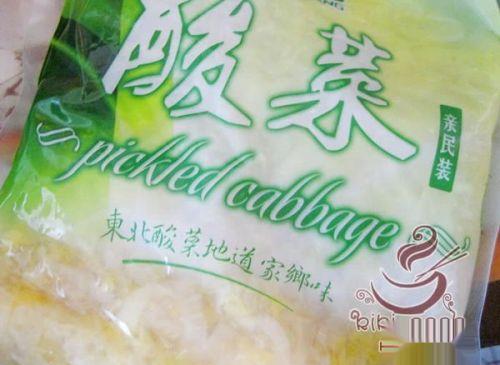 酸菜
亲民装
pickled cabbage
東北酸菜地道家鄉味